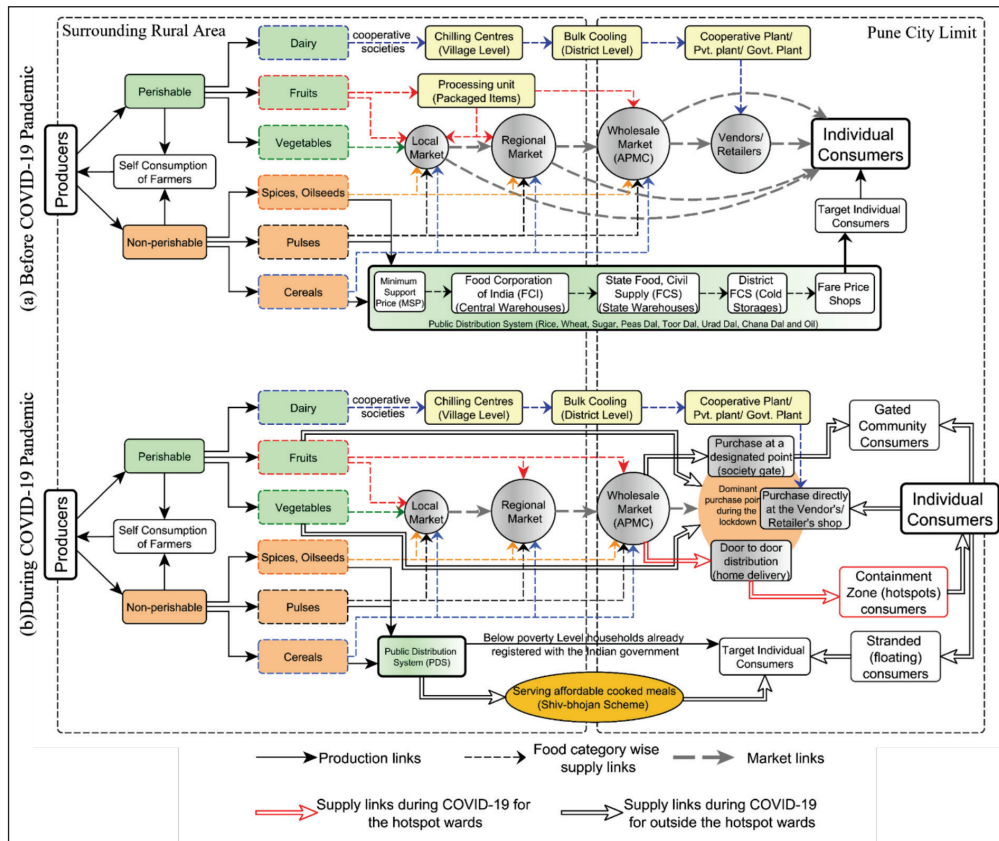 (a) Before COVID-19 Pandemic
Surrounding Rural Area
Pune City Limit
Producers
Perishable
Self Consumption
of Farmers
Non-perishable
Dairy
cooperative
societies
Chilling Centres
(Village Level)
Bulk Cooling
(District Level)
Cooperative Plant/
Pvt. plant/ Govt. Plant
Fruits
Processing unit
(Packaged Items)
Vegetables
Local
Market
Regional
Market
Wholesale
Market
(APMC)
Vendors/
Retailers
Individual
Consumers
Spices, Oilseeds
Pulses
Cereals
Target Individual
Consumers
Minimum
Support
Price (MSP)
Food Corporation
of India (FCI)
(Central Warehouses)
State Food, Civil
Supply (FCS)
(State Warehouses)
District
FCS (Cold
Storages)
Fare Price
Shops
Public Distribution System (Rice, Wheat, Sugar, Peas Dal, Toor Dal, Urad Dal, Chana Dal and Oil)
(b)During COVID-19 Pandemic
Producers
Perishable
Self Consumption
of Farmers
Non-perishable
Dairy
cooperative
societies
Chilling Centres
(Village Level)
Bulk Cooling
(District Level)
Cooperative Plant/
Pvt. plant/ Govt. Plant
Gated
Community
Consumers
Fruits
Purchase at a
designated point
(society gate)
Vegetables
Local
Market
Regional
Market
Wholesale
Market
(APMC)
Dominant
purchase poin
during the
lockdown
Purchase directly
at the Vendor's/
Retailer's shop
Individual
Consumers
Spices, Oilseeds
Door to door
distribution
(home delivery)
Pulses
Containment
Zone (hotspots)
consumers
Cereals
Public Distribution
System (PDS)
Below poverty Level households already
registered with the Indian government
Target Individual
Consumers
Stranded
(floating)
consumers
Serving affordable cooked meals
(Shiv-bhojan Scheme)
Production links
Food category wise
supply links
Market links
Supply links during COVID-19 for
the hotspot wards
Supply links during COVID-19
for outside the hotspot wards